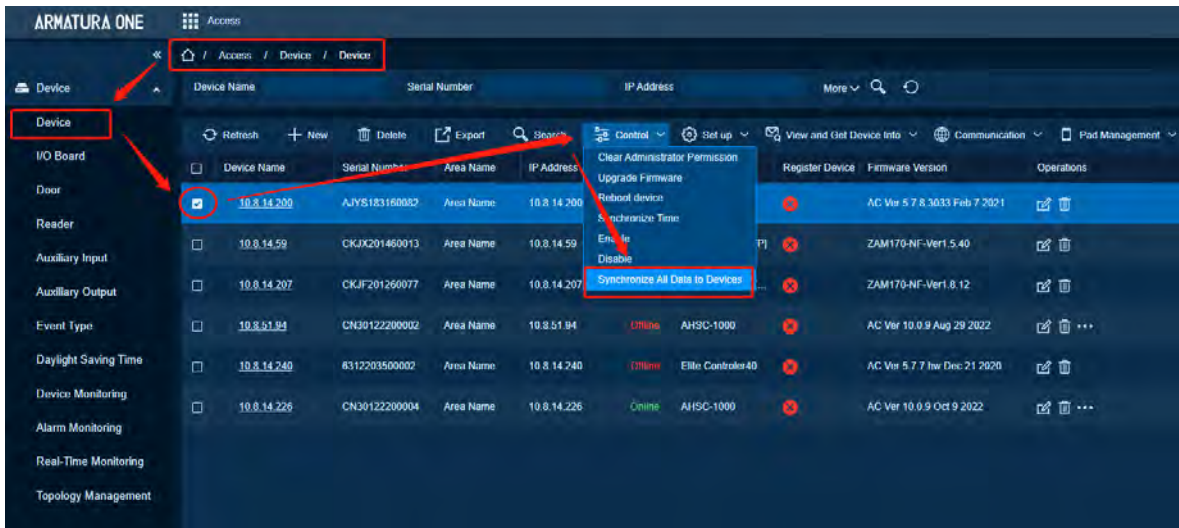 ARMATURA ONE
Access
/ Access / Device / Device
Device
Device Name Serial Number IP Address More
Device
Refresh New Delete Export Search Control Set up View and Get Device Info Communication Pad Management
I/O Board
Device Name Serial Number Area Name IP Address Register Device Firmware Version Operations
Clear Administrator Permission
Upgrade Firmware
Reboot device
Synchronize Time
Enable
Disable
Synchronize All Data to Devices
Door
10.8.14.200 AJYS183160082 Area Name 10.8.14.200 AC Ver 5.7.8.3033 Feb 7 2021
Reader
10.8.14.59 CKJX201460013 Area Name 10.8.14.59 ZAM170-NF-Ver1.5.40
Auxiliary Input
10.8.14.207 CKJF201260077 Area Name 10.8.14.207 ZAM170-NF-Ver1.8.12
Auxiliary Output
Event Type
10.8.51.94 CN30122200002 Area Name 10.8.51.94 Offline AHSC-1000 AC Ver 10.0.9 Aug 29 2022
Daylight Saving Time
10.8.14.240 6312203500002 Area Name 10.8.14.240 Offline Elite Controler40 AC Ver 5.7.7 hw Dec 21 2020
Device Monitoring
10.8.14.226 CN30122200004 Area Name 10.8.14.226 Online AHSC-1000 AC Ver 10.0.9 Oct 9 2022
Alarm Monitoring
Real-Time Monitoring
Topology Management